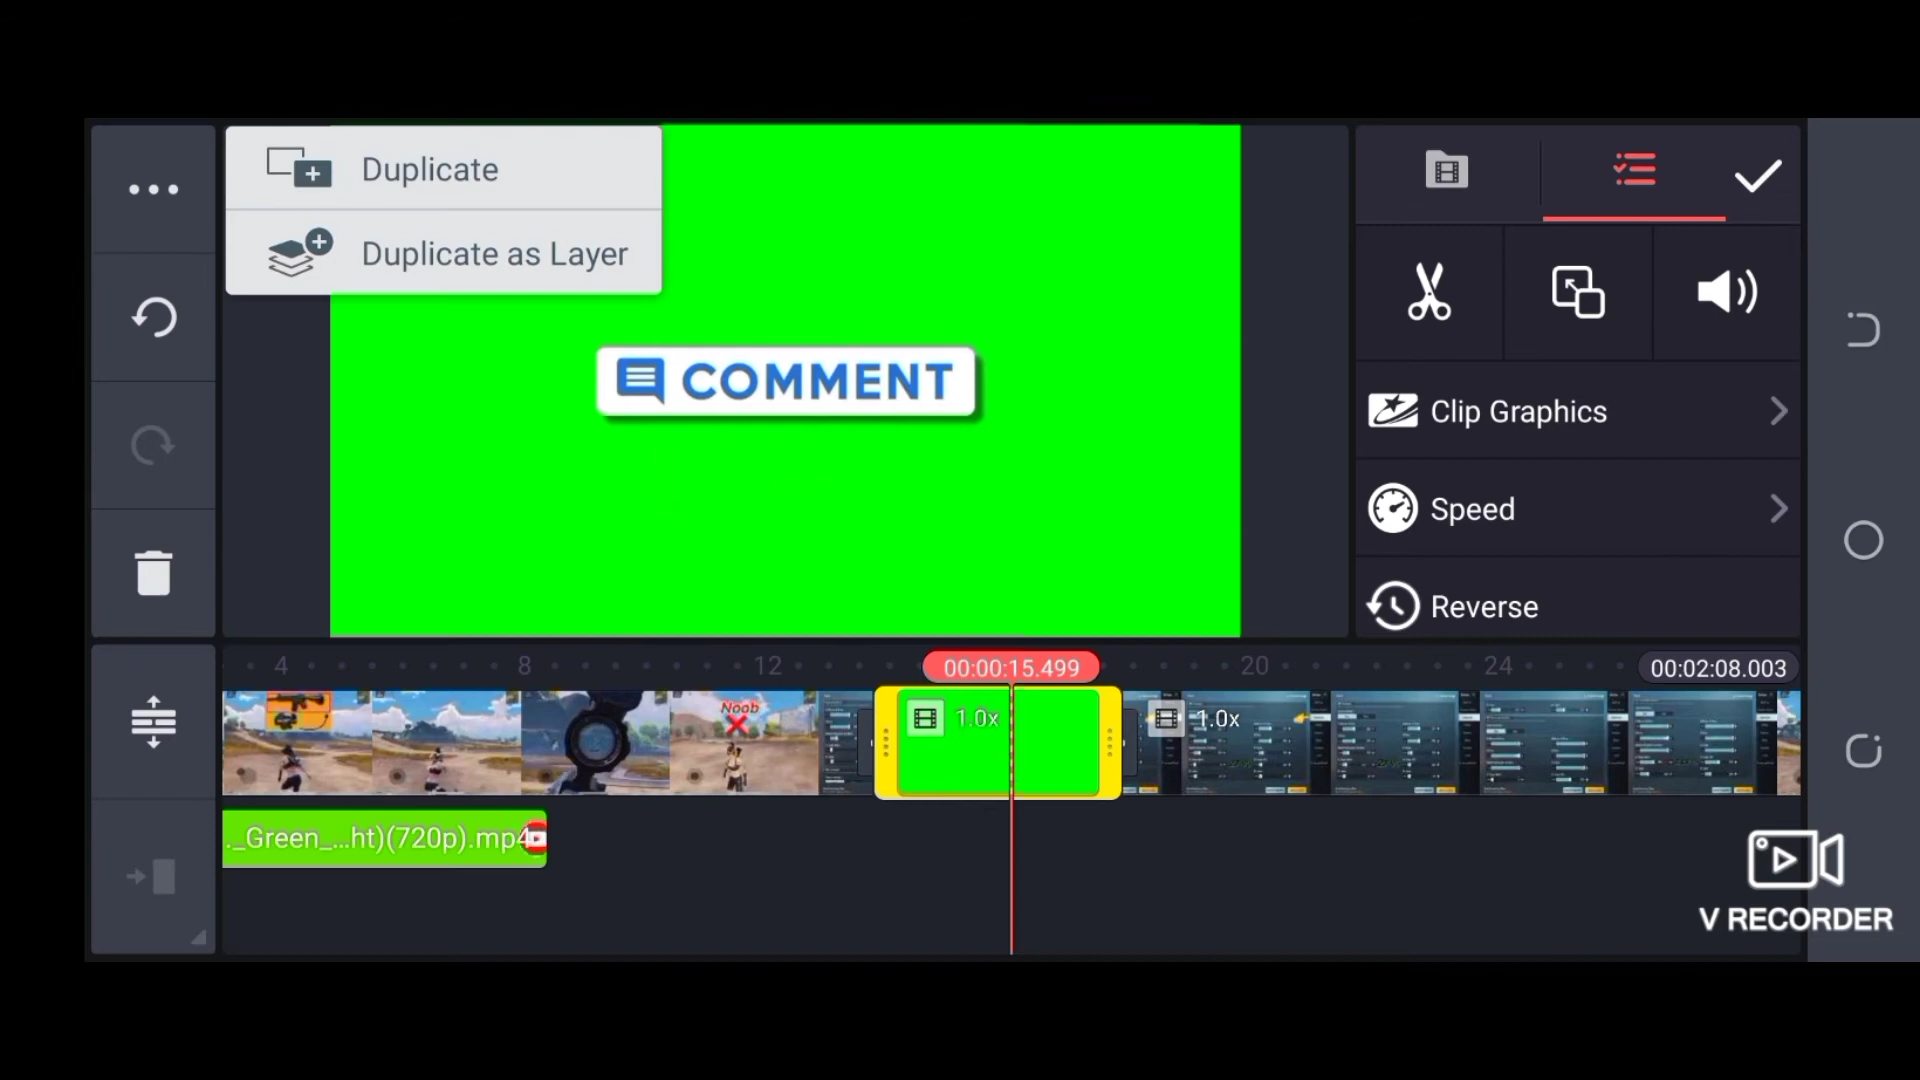 Duplicate
Duplicate as Layer
COMMENT
Clip Graphics
Speed
Reverse
4
8
12
00:00:15.499
20
24
00:02:08.003
Noob
1.0x
1.0x
._Green_...ht)(720p).mp4
V RECORDER